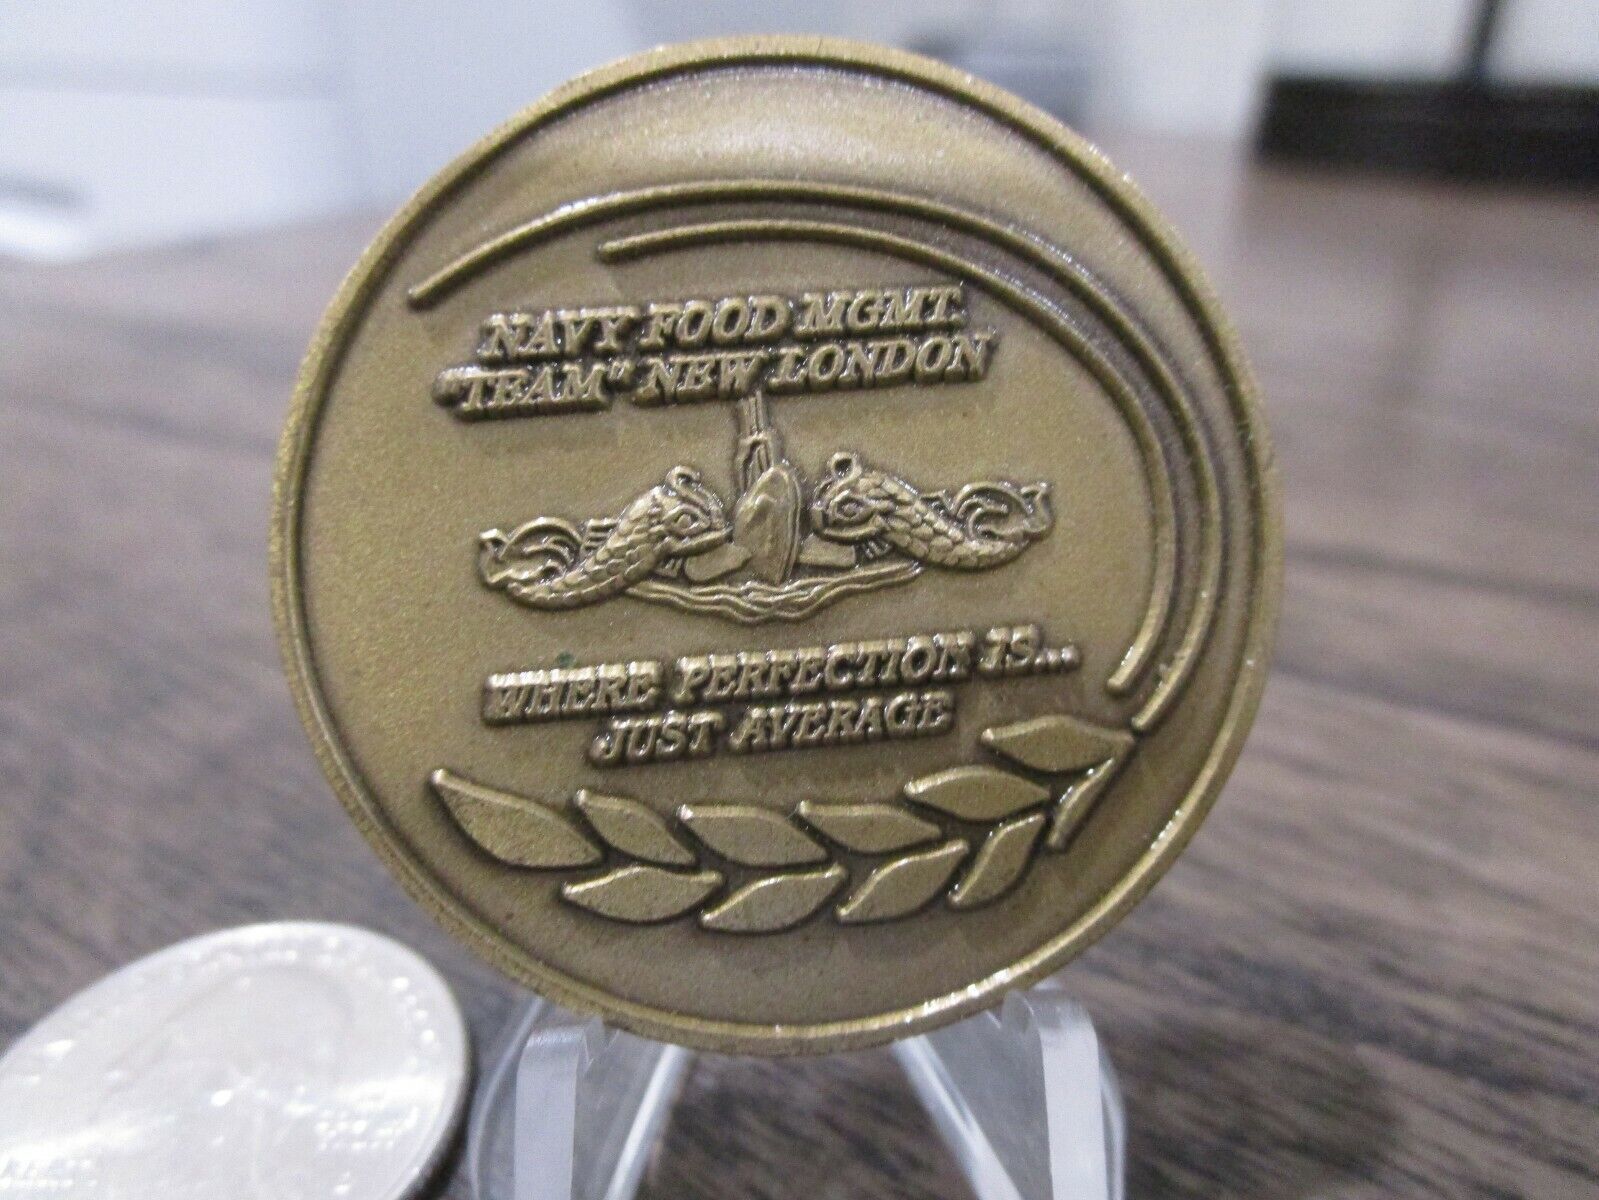 NAVY FOOD MGMT.
"TEAM" NEW LONDON
WHERE PERFECTION IS...
JUST AVERAGE